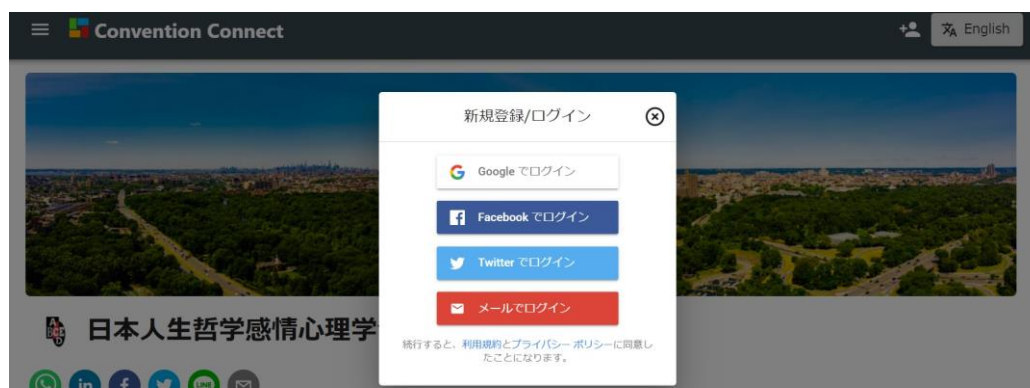 Convention Connect
English
新規登録/ログイン
Google でログイン
Facebook でログイン
Twitter でログイン
メールでログイン
続行すると、利用規約とプライバシー ポリシーに同意し
たことになります。
日本人生哲学感情心理学
in
LINE